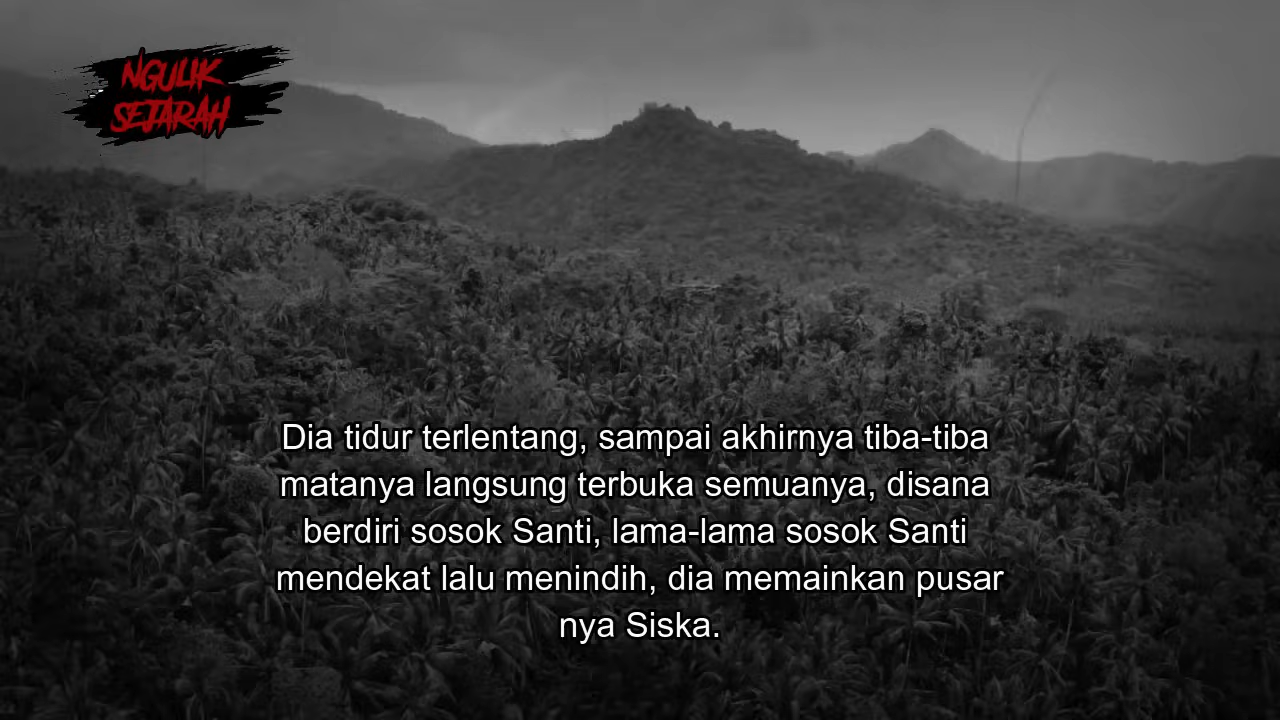 NGULIK
SEJARAH
Dia tidur terlentang, sampai akhirnya tiba-tiba
matanya langsung terbuka semuanya, disana
berdiri sosok Santi, lama-lama sosok Santi
mendekat lalu menindih, dia memainkan pusar
nya Siska.